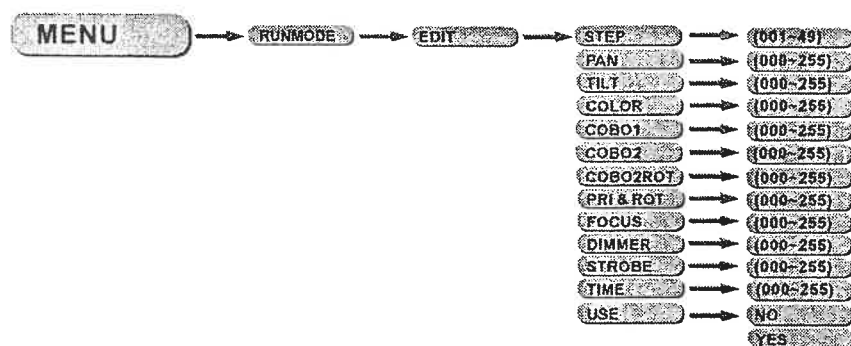 MENU RUNMODE EDIT STEP (001~49)
PAN (000~255)
TILT (000~255)
COLOR (000~255)
COBO1 (000~255)
COBO2 (000~255)
COBO2ROT (000~255)
PRI & ROT (000~255)
FOCUS (000~255)
DIMMER (000~255)
STROBE (000~255)
TIME (000~255)
USE NO
YES